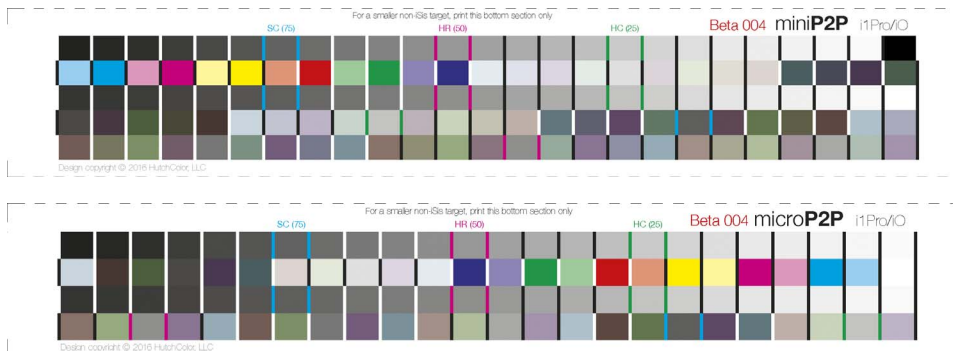 For a smaller non-iSis target, print this bottom section only
SC (75) HR (50) HC (25) Beta 004 miniP2P i1Pro/iO
Design copyright © 2016 HutchColor, LLC
For a smaller non-iSis target, print this bottom section only
SC (75) HR (50) HC (25) Beta 004 microP2P i1Pro/iO
Design copyright © 2016 HutchColor, LLC